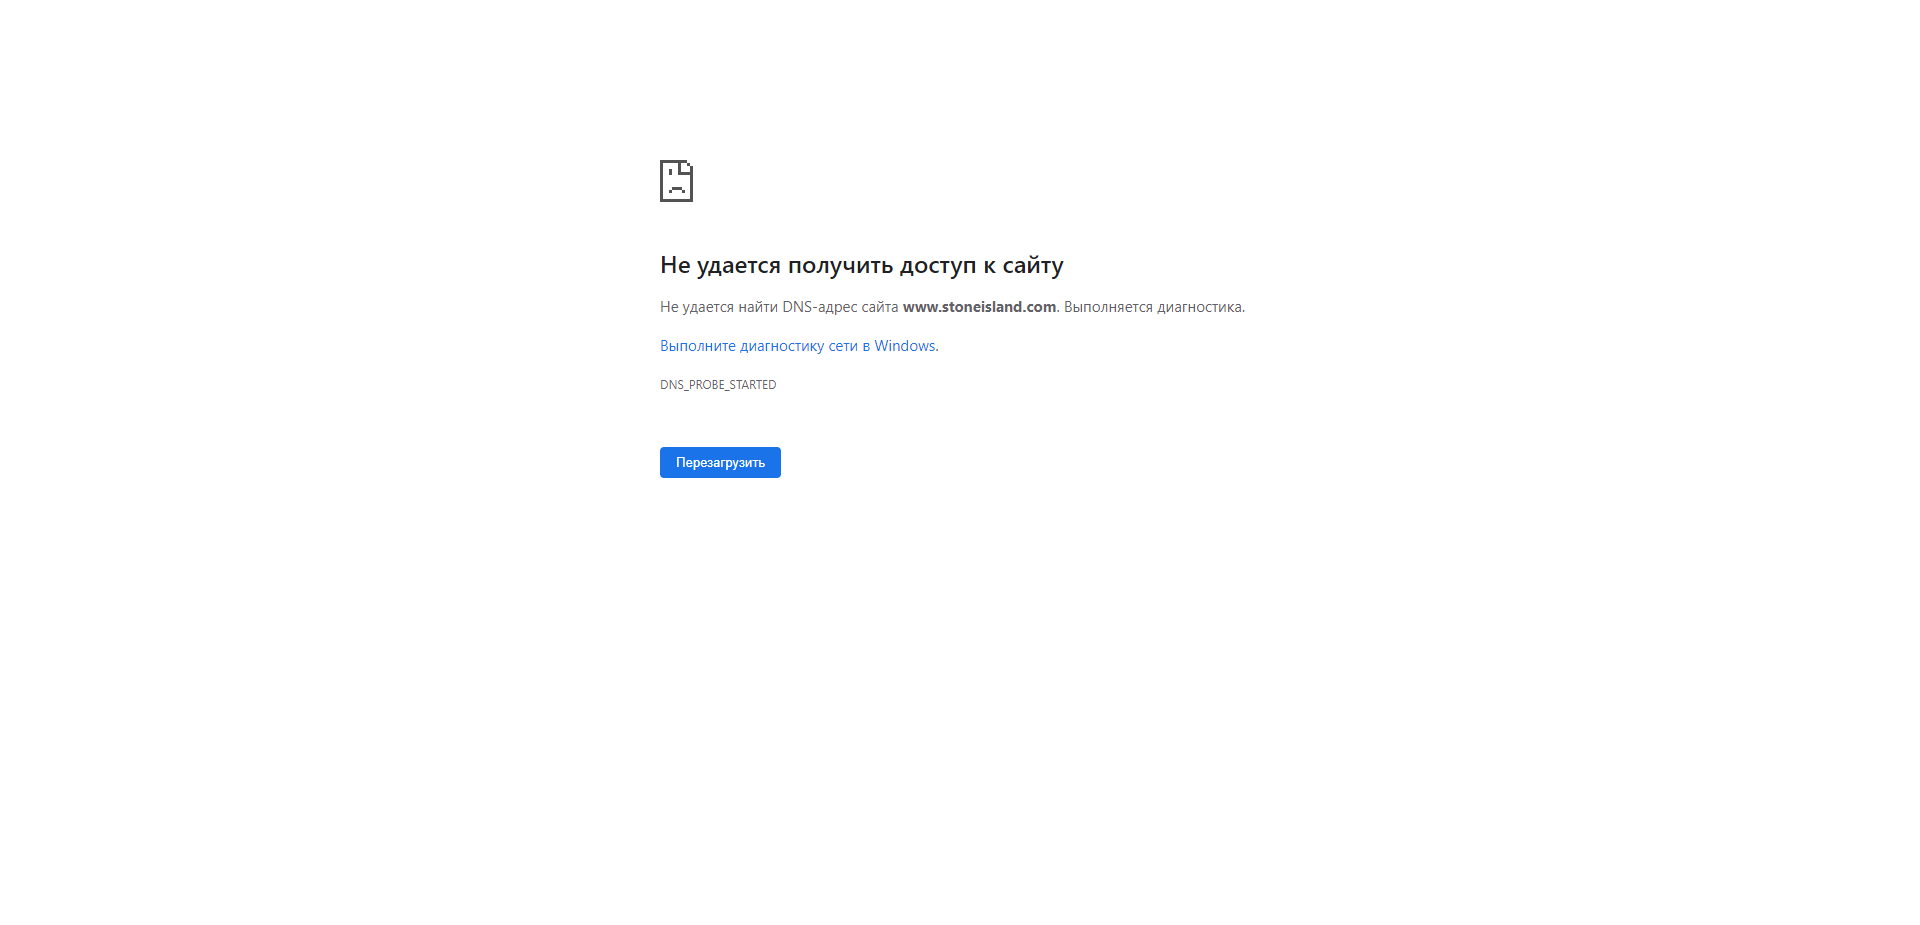 Не удается получить доступ к сайту
Не удается найти DNS-адрес сайта www.stoneisland.com. Выполняется диагностика.
Выполните диагностику сети в Windows.
DNS_PROBE_STARTED
Перезагрузить